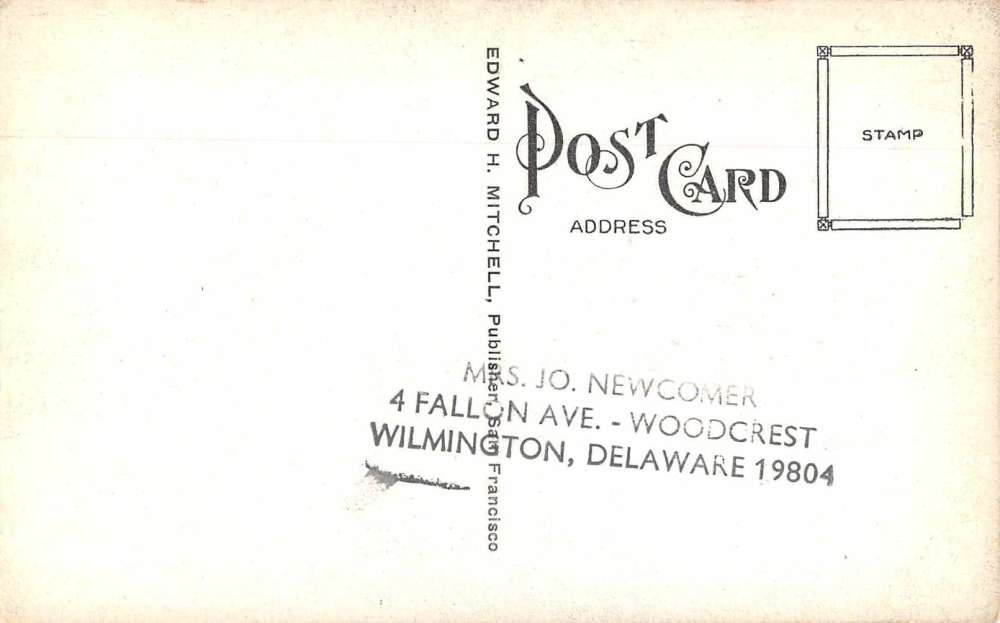 EDWARD H. MITCHELL, Publisher, San Francisco
POST CARD
ADDRESS
STAMP
MRS. JO. NEWCOMER
4 FALLON AVE. - WOODCREST
WILMINGTON, DELAWARE 19804